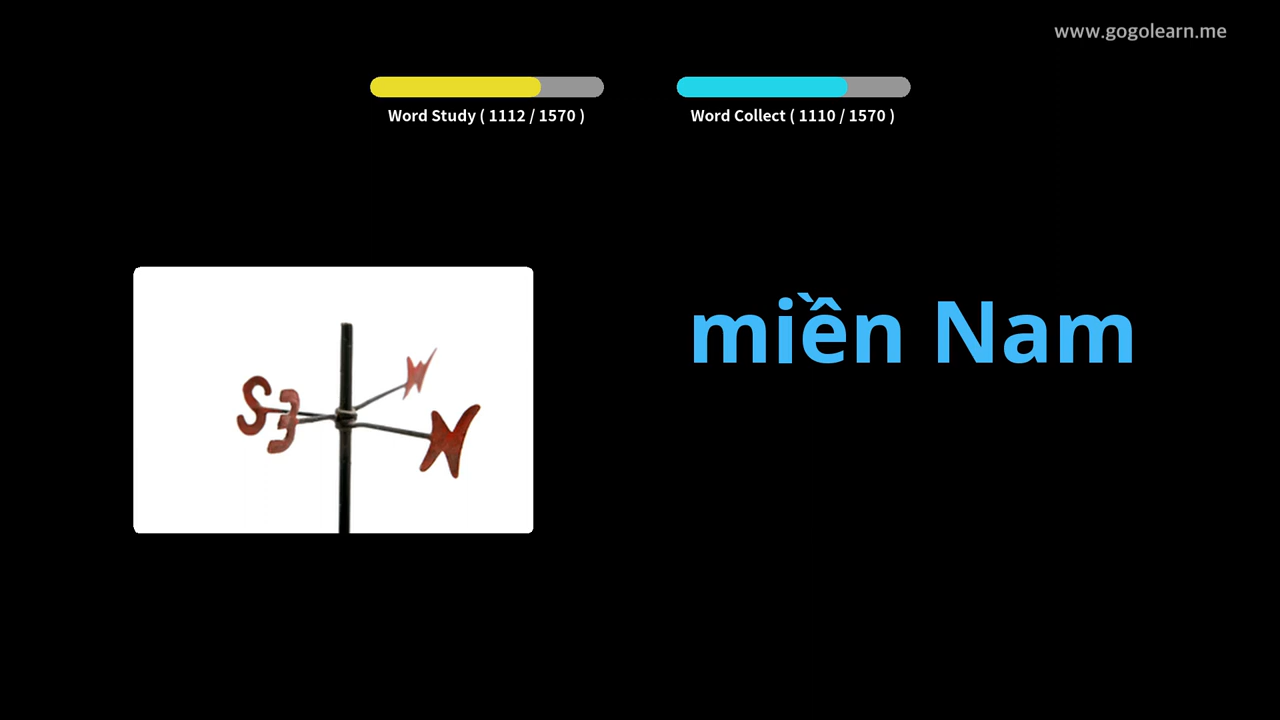 www.gogolearn.me
Word Study ( 1112 / 1570 )
Word Collect ( 1110 / 1570 )
miền Nam
S
E
N